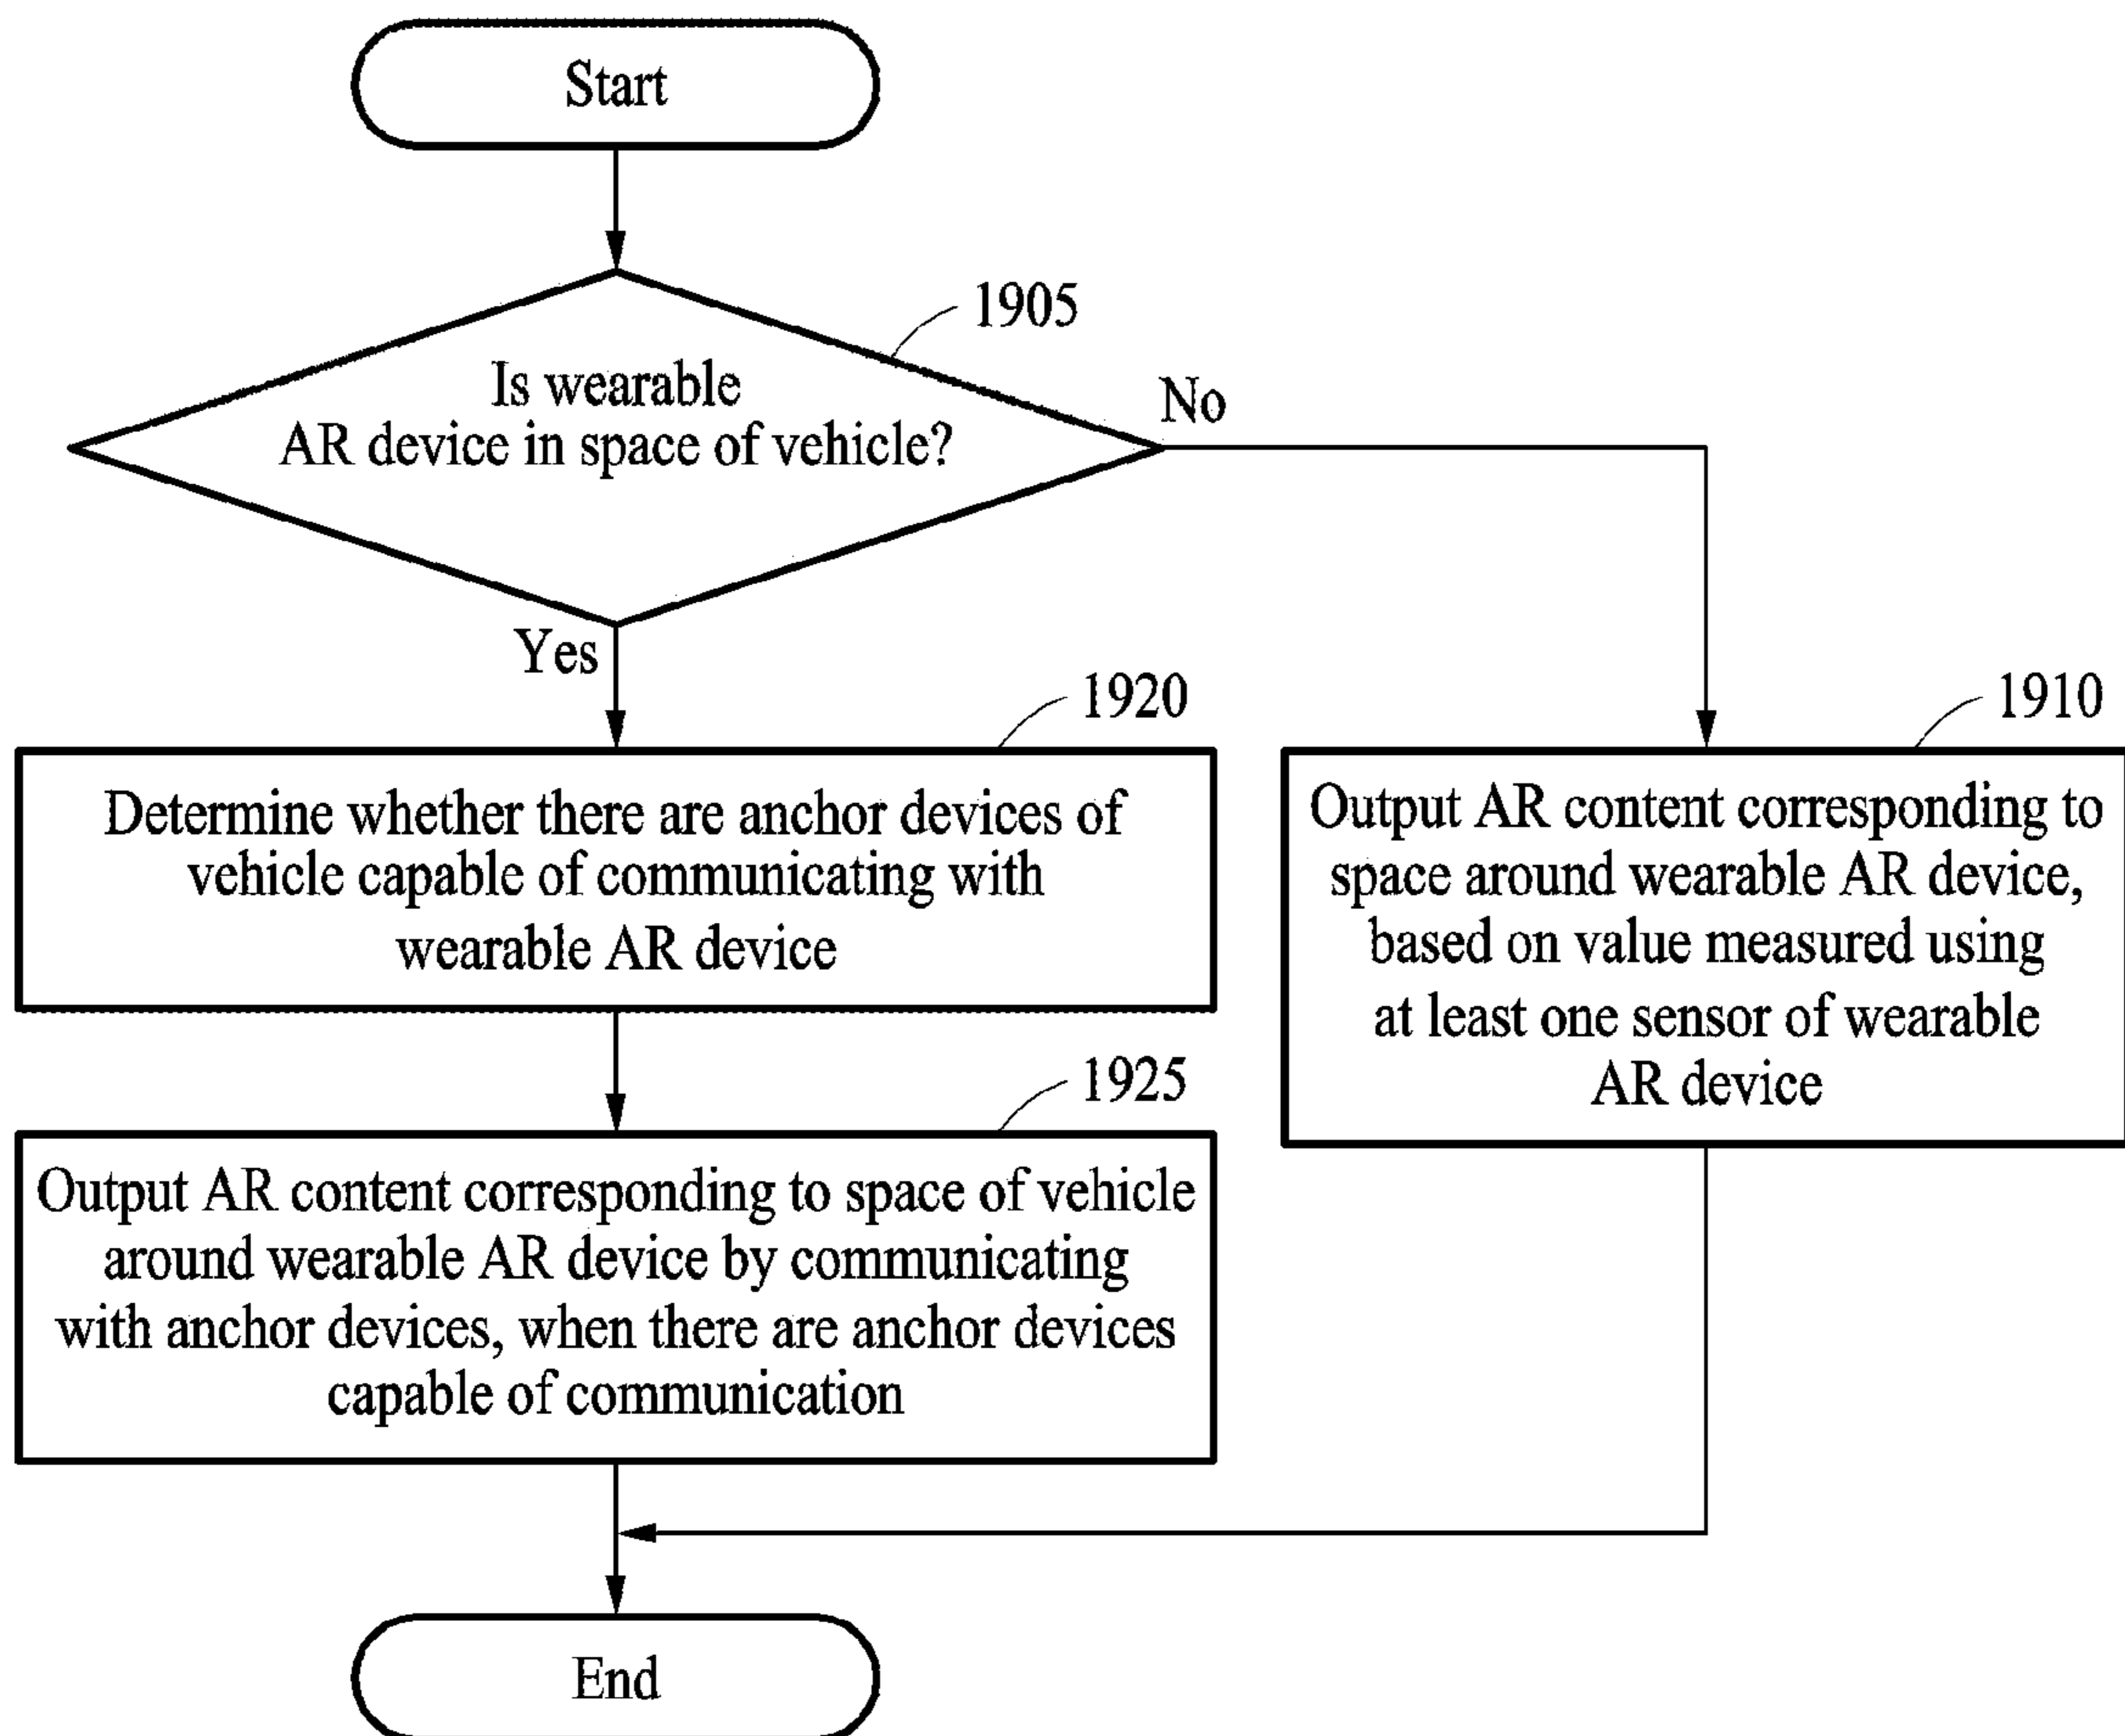 Start
1905
Is wearable
AR device in space of vehicle?
No
Yes
1920
Determine whether there are anchor devices of
vehicle capable of communicating with
wearable AR device
1910
Output AR content corresponding to
space around wearable AR device,
based on value measured using
at least one sensor of wearable
AR device
1925
Output AR content corresponding to space of vehicle
around wearable AR device by communicating
with anchor devices, when there are anchor devices
capable of communication
End